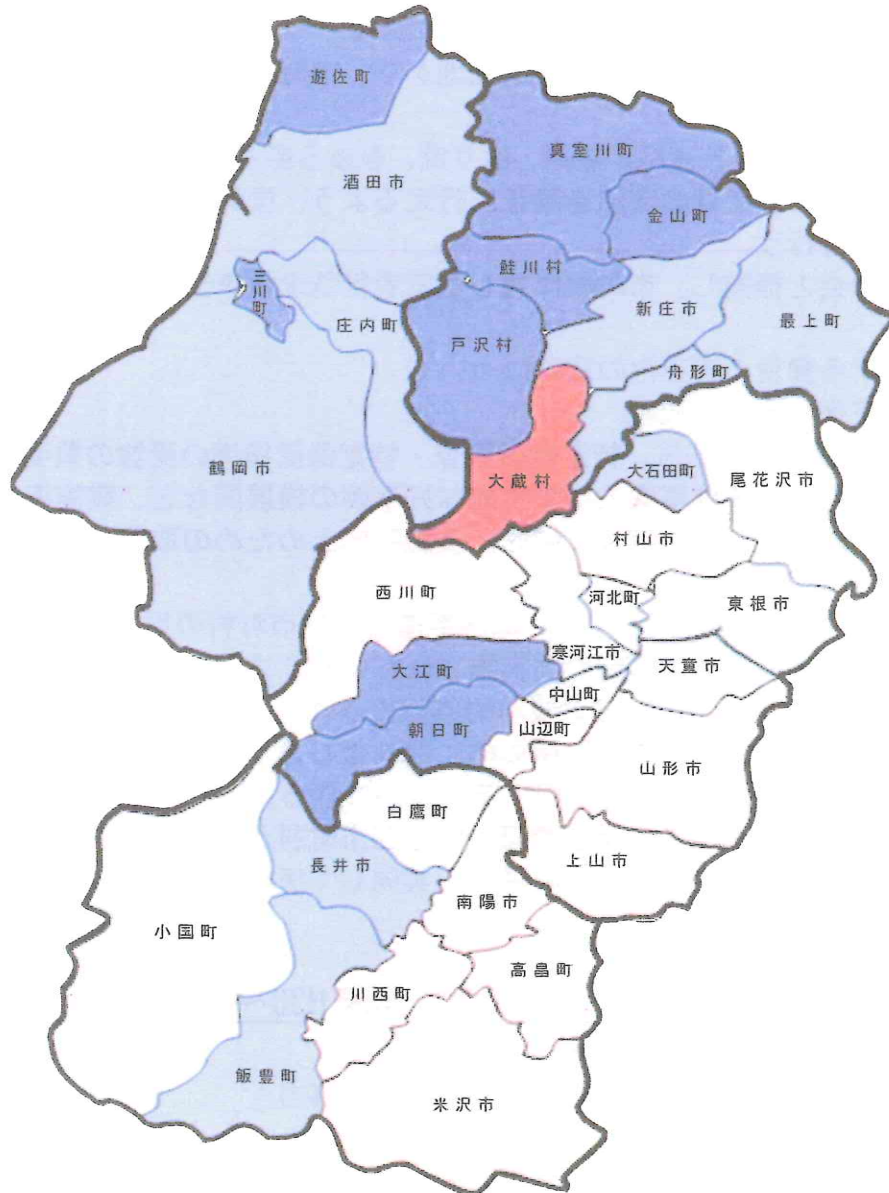 遊佐町
真室川町
酒田市
金山町
鮭川村
三川町
新庄市
庄内町
最上町
戸沢村
舟形町
鶴岡市
大石田町
尾花沢市
大蔵村
村山市
西川町
河北町
東根市
寒河江市
大江町
天童市
中山町
朝日町
山辺町
山形市
白鷹町
長井市
上山市
南陽市
小国町
高畠町
川西町
飯豊町
米沢市